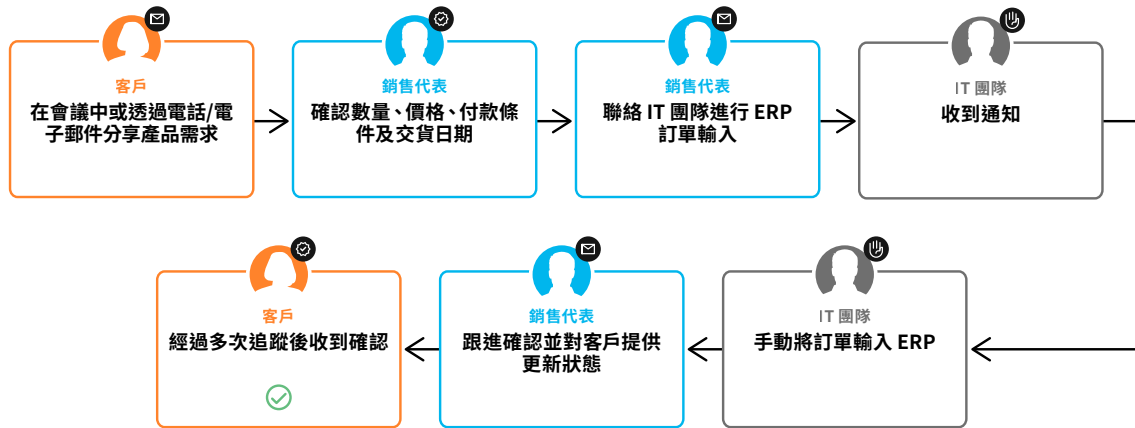 客戶
在會議中或透過電話/電
子郵件分享產品需求
銷售代表
確認數量、價格、付款條
件及交貨日期
銷售代表
聯絡 IT 團隊進行 ERP
訂單輸入
IT 團隊
收到通知
客戶
經過多次追蹤後收到確認
銷售代表
跟進確認並對客戶提供
更新狀態
IT 團隊
手動將訂單輸入 ERP